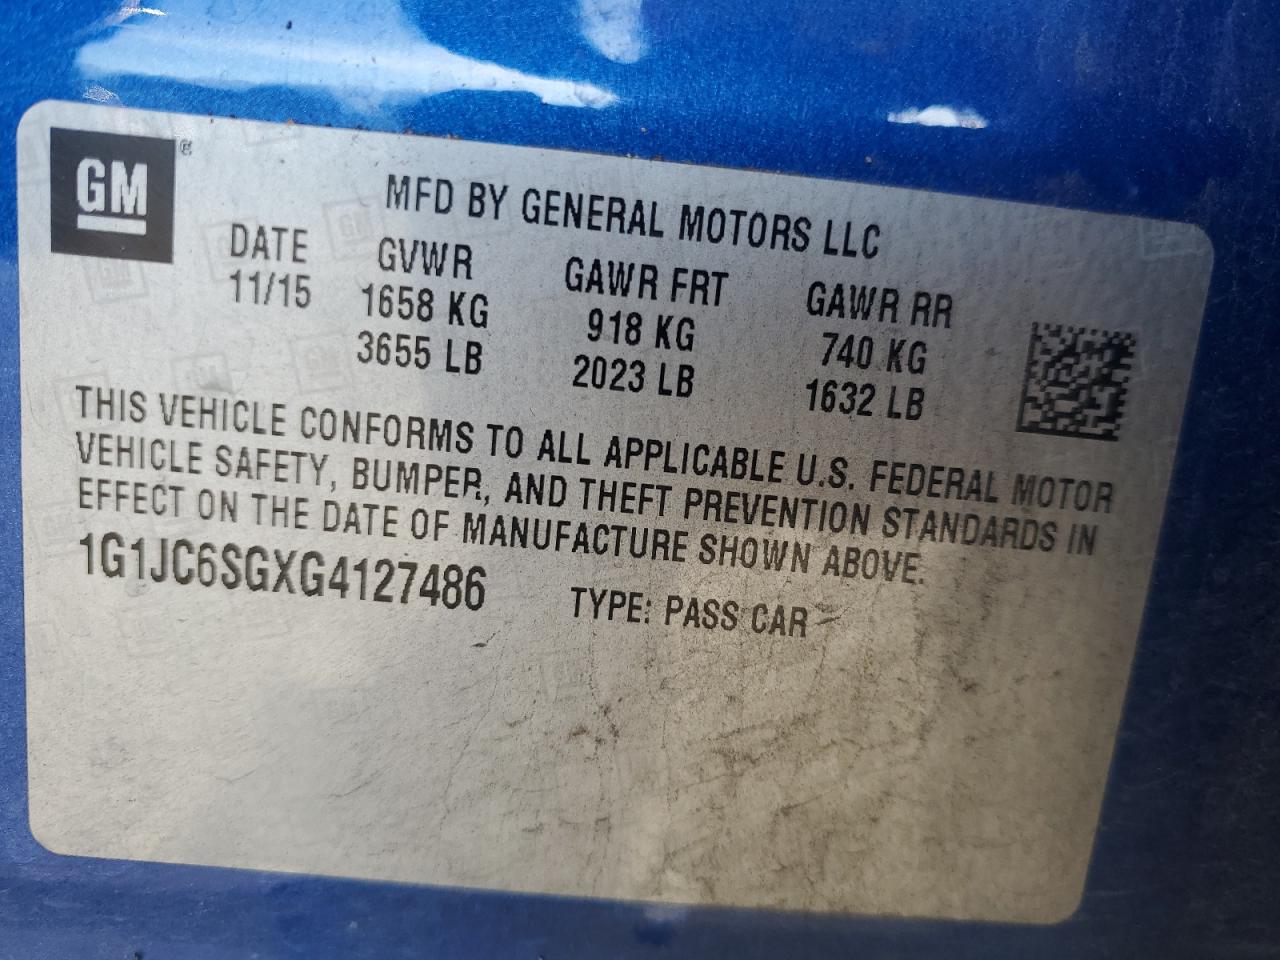 GM
MFD BY GENERAL MOTORS LLC
DATE GVWR GAWR FRT GAWR RR
11/15 1658 KG 918 KG 740 KG
3655 LB 2023 LB 1632 LB
THIS VEHICLE CONFORMS TO ALL APPLICABLE U.S. FEDERAL MOTOR
VEHICLE SAFETY, BUMPER, AND THEFT PREVENTION STANDARDS IN
EFFECT ON THE DATE OF MANUFACTURE SHOWN ABOVE.
1G1JC6SGXG4127486 TYPE: PASS CAR